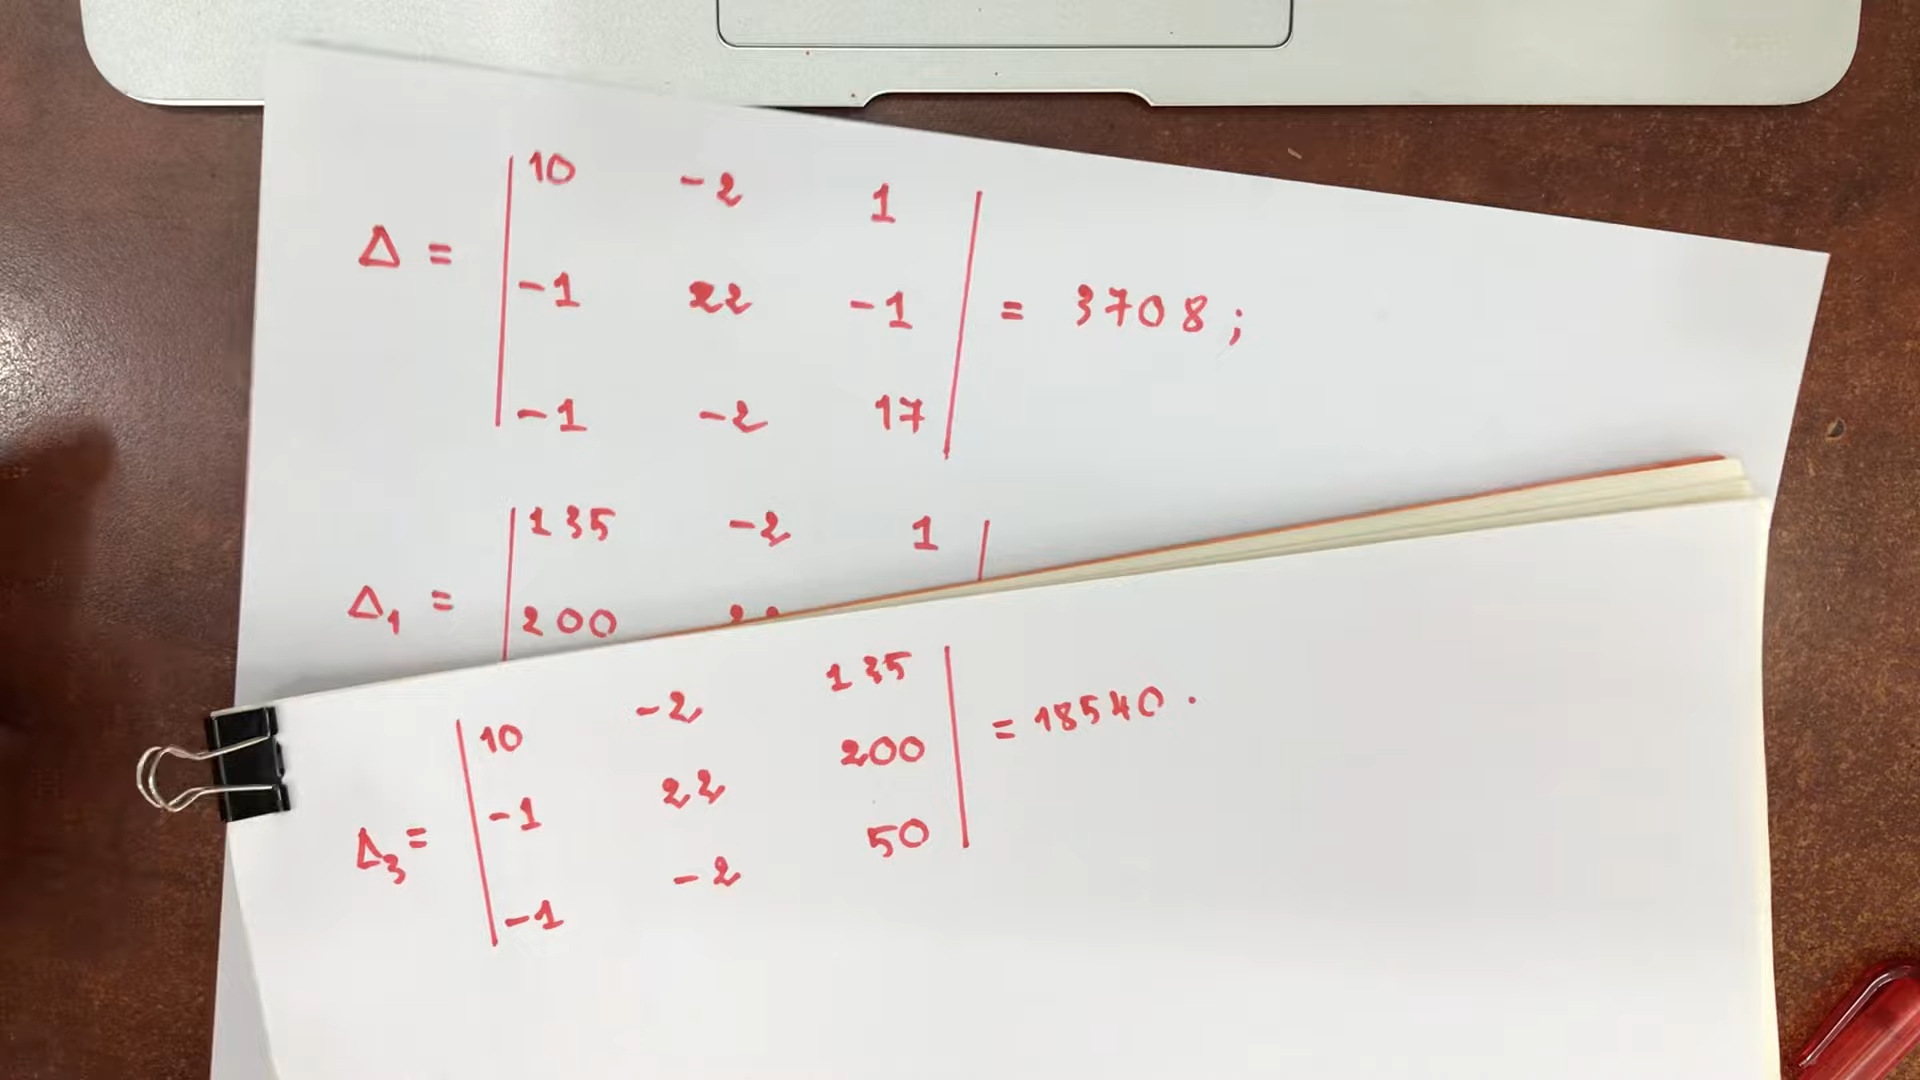 10 -2 1
Δ = -1 22 -1 = 3708;
-1 -2 17
135 -2 1
Δ₁ = 200
10 -2 135
-1 22 200 = 18540.
Δ₃ = -1 -2 50